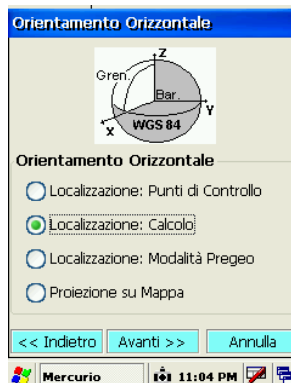 Orientamento Orizzontale
Z
Gren.
Bar.
Y
X
WGS 84
Orientamento Orizzontale
Localizzazione: Punti di Controllo
Localizzazione: Calcolo
Localizzazione: Modalità Pregeo
Proiezione su Mappa
<< Indietro Avanti >> Annulla
Mercurio 11:04 PM